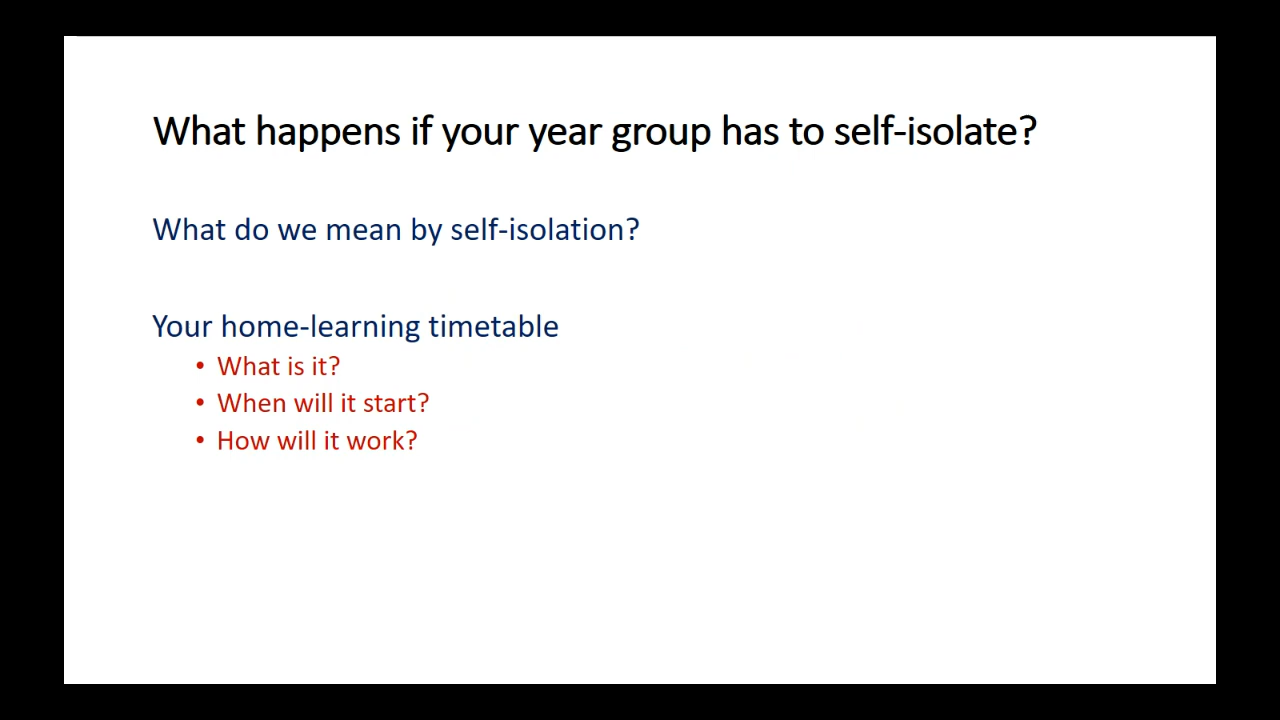 What happens if your year group has to self-isolate?
What do we mean by self-isolation?
Your home-learning timetable
• What is it?
• When will it start?
• How will it work?